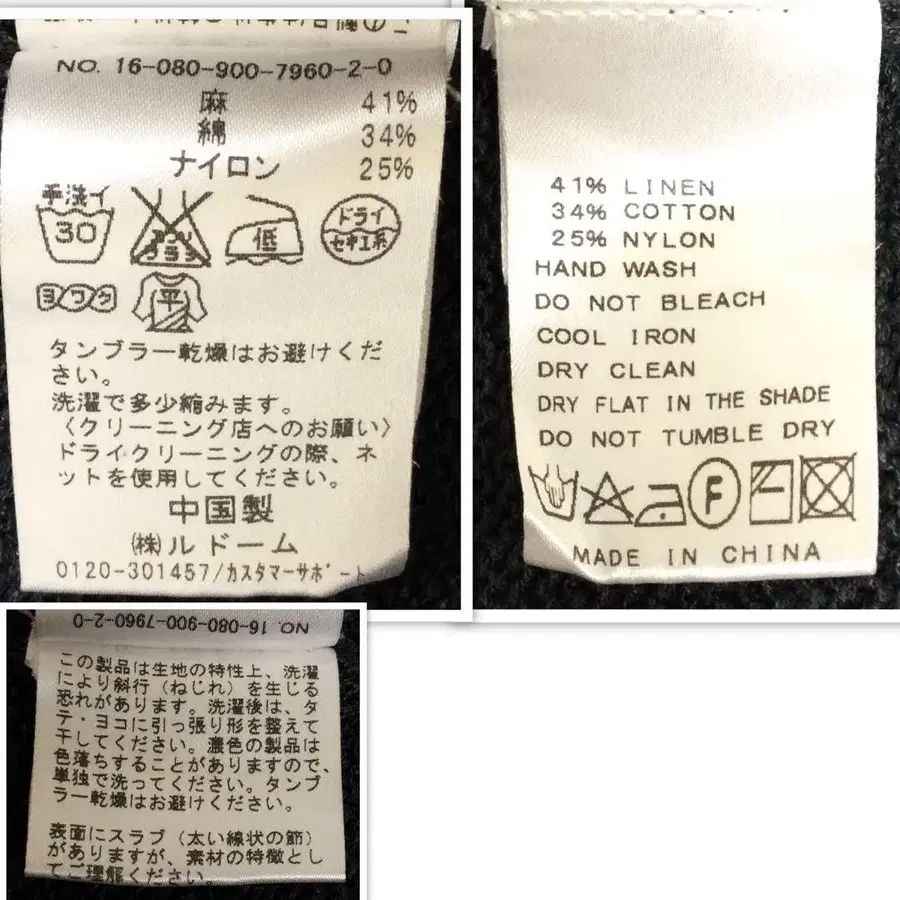 NO. 16-080-900-7960-2-0
麻 41%
綿 34%
ナイロン 25%
手洗イ
30
エンソ
サラシ
低
ドライ
セキユ系
ヨワク
平
タンブラー乾燥はお避けくだ
さい。
洗濯で多少縮みます。
〈クリーニング店へのお願い〉
ドライクリーニングの際、ネ
ットを使用してください。
中国製
㈱ルドーム
0120-301457/カスタマーサポート
41% LINEN
34% COTTON
25% NYLON
HAND WASH
DO NOT BLEACH
COOL IRON
DRY CLEAN
DRY FLAT IN THE SHADE
DO NOT TUMBLE DRY
F
MADE IN CHINA
NO. 16-080-900-7960-2-0
この製品は生地の特性上、洗濯
により斜行（ねじれ）を生じる
恐れがあります。洗濯後は、タ
テ・ヨコに引っ張り形を整えて
干してください。濃色の製品は
色落ちすることがありますので、
単独で洗ってください。タンブ
ラー乾燥はお避けください。
表面にスラブ（太い線状の節）
がありますが、素材の特徴とし
てご理解ください。